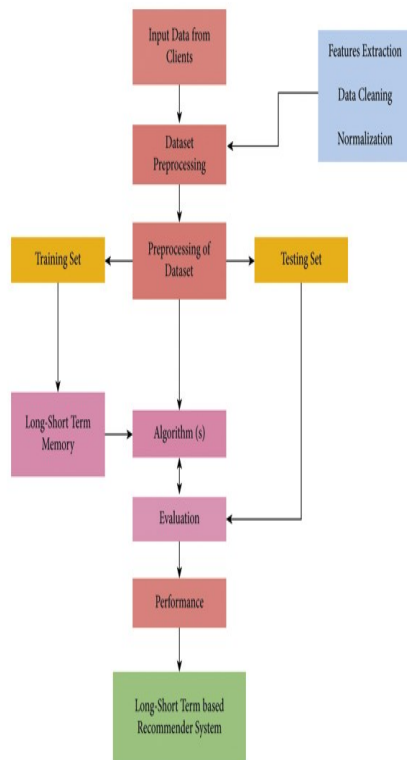 Input Data from
Clients
Features Extraction
Data Cleaning
Normalization
Dataset
Preprocessing
Training Set
Preprocessing of
Dataset
Testing Set
Long-Short Term
Memory
Algorithm (s)
Evaluation
Performance
Long-Short Term based
Recommender System